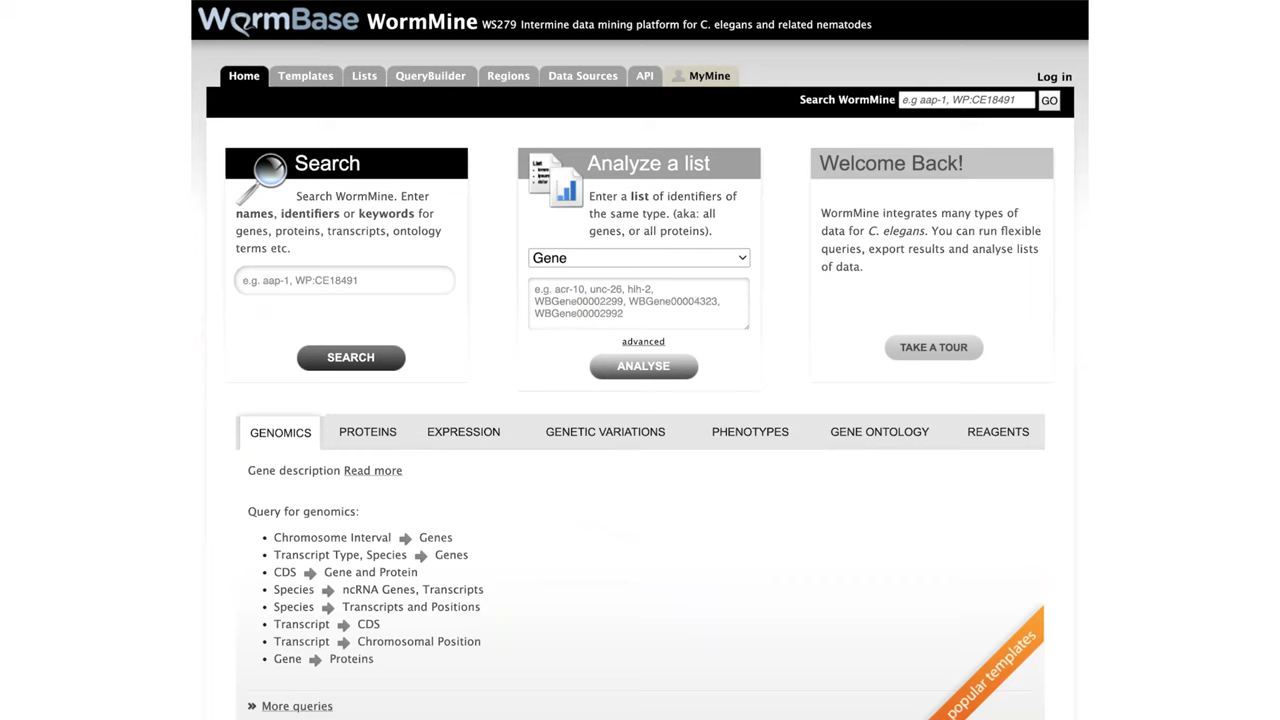 WormBase WormMine WS279 Intermine data mining platform for C. elegans and related nematodes
Home Templates Lists QueryBuilder Regions Data Sources API MyMine Log in
Search WormMine e.g aap-1, WP:CE18491 GO
Search
Search WormMine. Enter
names, identifiers or keywords for
genes, proteins, transcripts, ontology
terms etc.
e.g. aap-1, WP:CE18491
SEARCH
Analyze a list
Enter a list of identifiers of
the same type. (aka: all
genes, or all proteins).
Gene
e.g. acr-10, unc-26, hlh-2,
WBGene00002299, WBGene00004323,
WBGene00002992
advanced
ANALYSE
Welcome Back!
WormMine integrates many types of
data for C. elegans. You can run flexible
queries, export results and analyse lists
of data.
TAKE A TOUR
GENOMICS PROTEINS EXPRESSION GENETIC VARIATIONS PHENOTYPES GENE ONTOLOGY REAGENTS
Gene description Read more
Query for genomics:
• Chromosome Interval Genes
• Transcript Type, Species Genes
• CDS Gene and Protein
• Species ncRNA Genes, Transcripts
• Species Transcripts and Positions
• Transcript CDS
• Transcript Chromosomal Position
• Gene Proteins
» More queries
popular templates